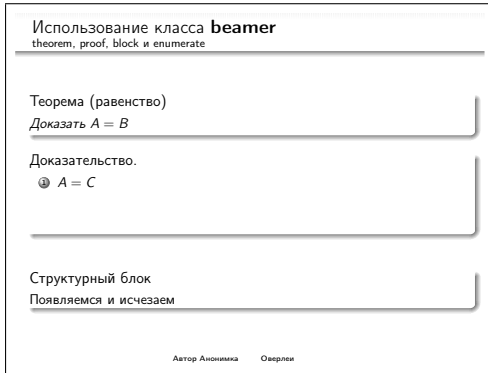 Использование класса beamer
theorem, proof, block и enumerate
Теорема (равенство)
Доказать A = B
Доказательство.
1 A = C
Структурный блок
Появляемся и исчезаем
Автор Анонимка Оверлеи